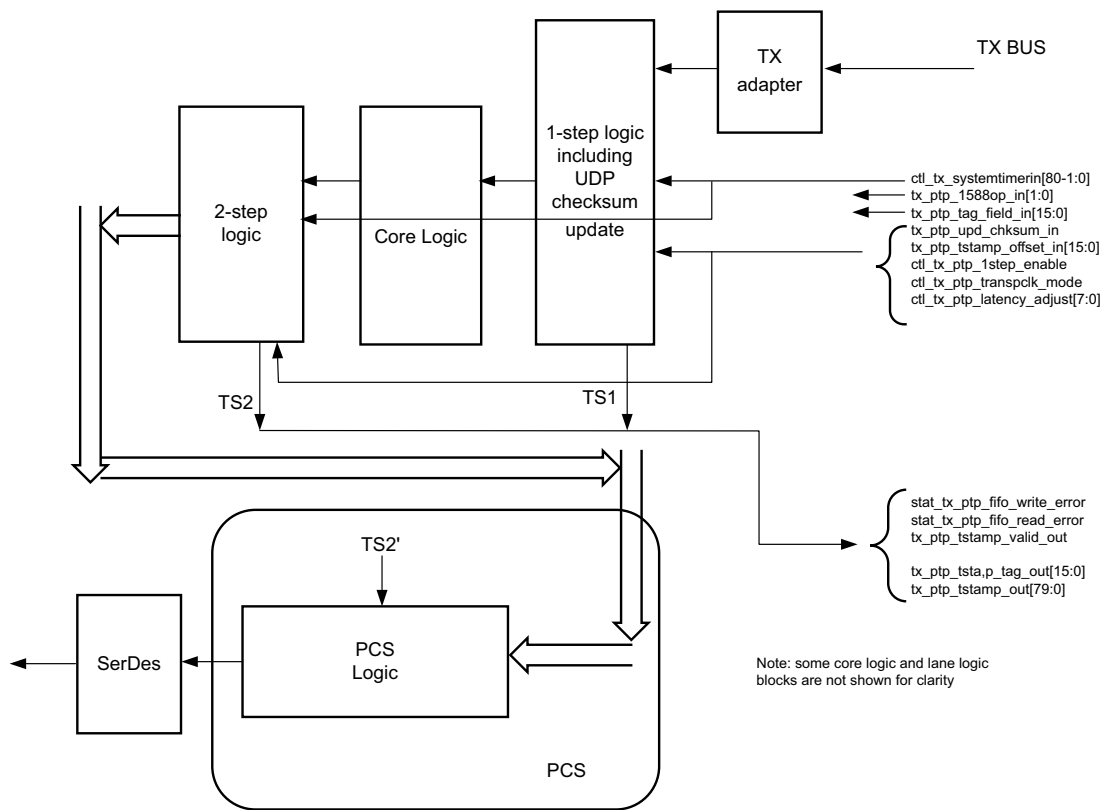 TX BUS
TX
adapter
1-step logic
including
UDP
checksum
update
2-step
logic
Core Logic
ctl_tx_systemtimerin[80-1:0]
tx_ptp_1588op_in[1:0]
tx_ptp_tag_field_in[15:0]
tx_ptp_upd_chksum_in
tx_ptp_tstamp_offset_in[15:0]
ctl_tx_ptp_1step_enable
ctl_tx_ptp_transpclk_mode
ctl_tx_ptp_latency_adjust[7:0]
TS2
TS1
stat_tx_ptp_fifo_write_error
stat_tx_ptp_fifo_read_error
tx_ptp_tstamp_valid_out
tx_ptp_tsta,p_tag_out[15:0]
tx_ptp_tstamp_out[79:0]
TS2'
PCS
Logic
SerDes
PCS
Note: some core logic and lane logic
blocks are not shown for clarity